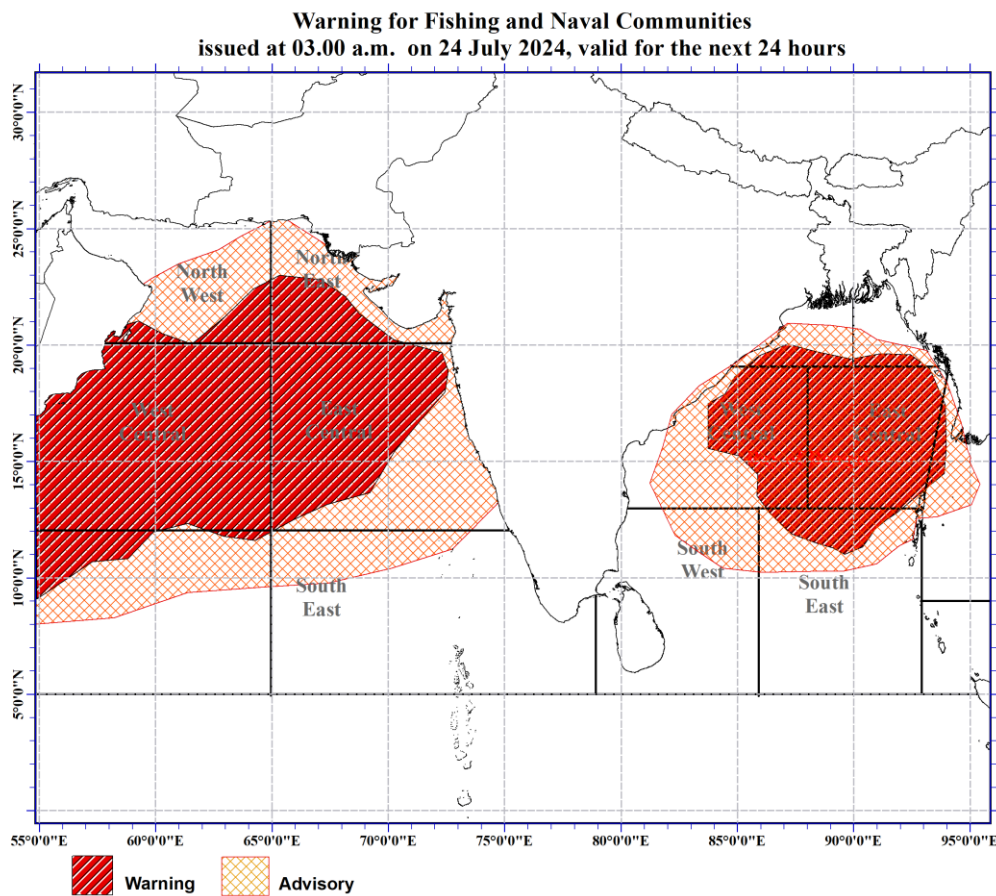 Warning for Fishing and Naval Communities
issued at 03.00 a.m. on 24 July 2024, valid for the next 24 hours
30°0'0"N
25°0'0"N
20°0'0"N
15°0'0"N
10°0'0"N
5°0'0"N
North
West
North
East
West
Central
East
Central
West
Central
East
Central
South
West
South
East
South
East
55°0'0"E 60°0'0"E 65°0'0"E 70°0'0"E 75°0'0"E 80°0'0"E 85°0'0"E 90°0'0"E 95°0'0"E
Warning Advisory